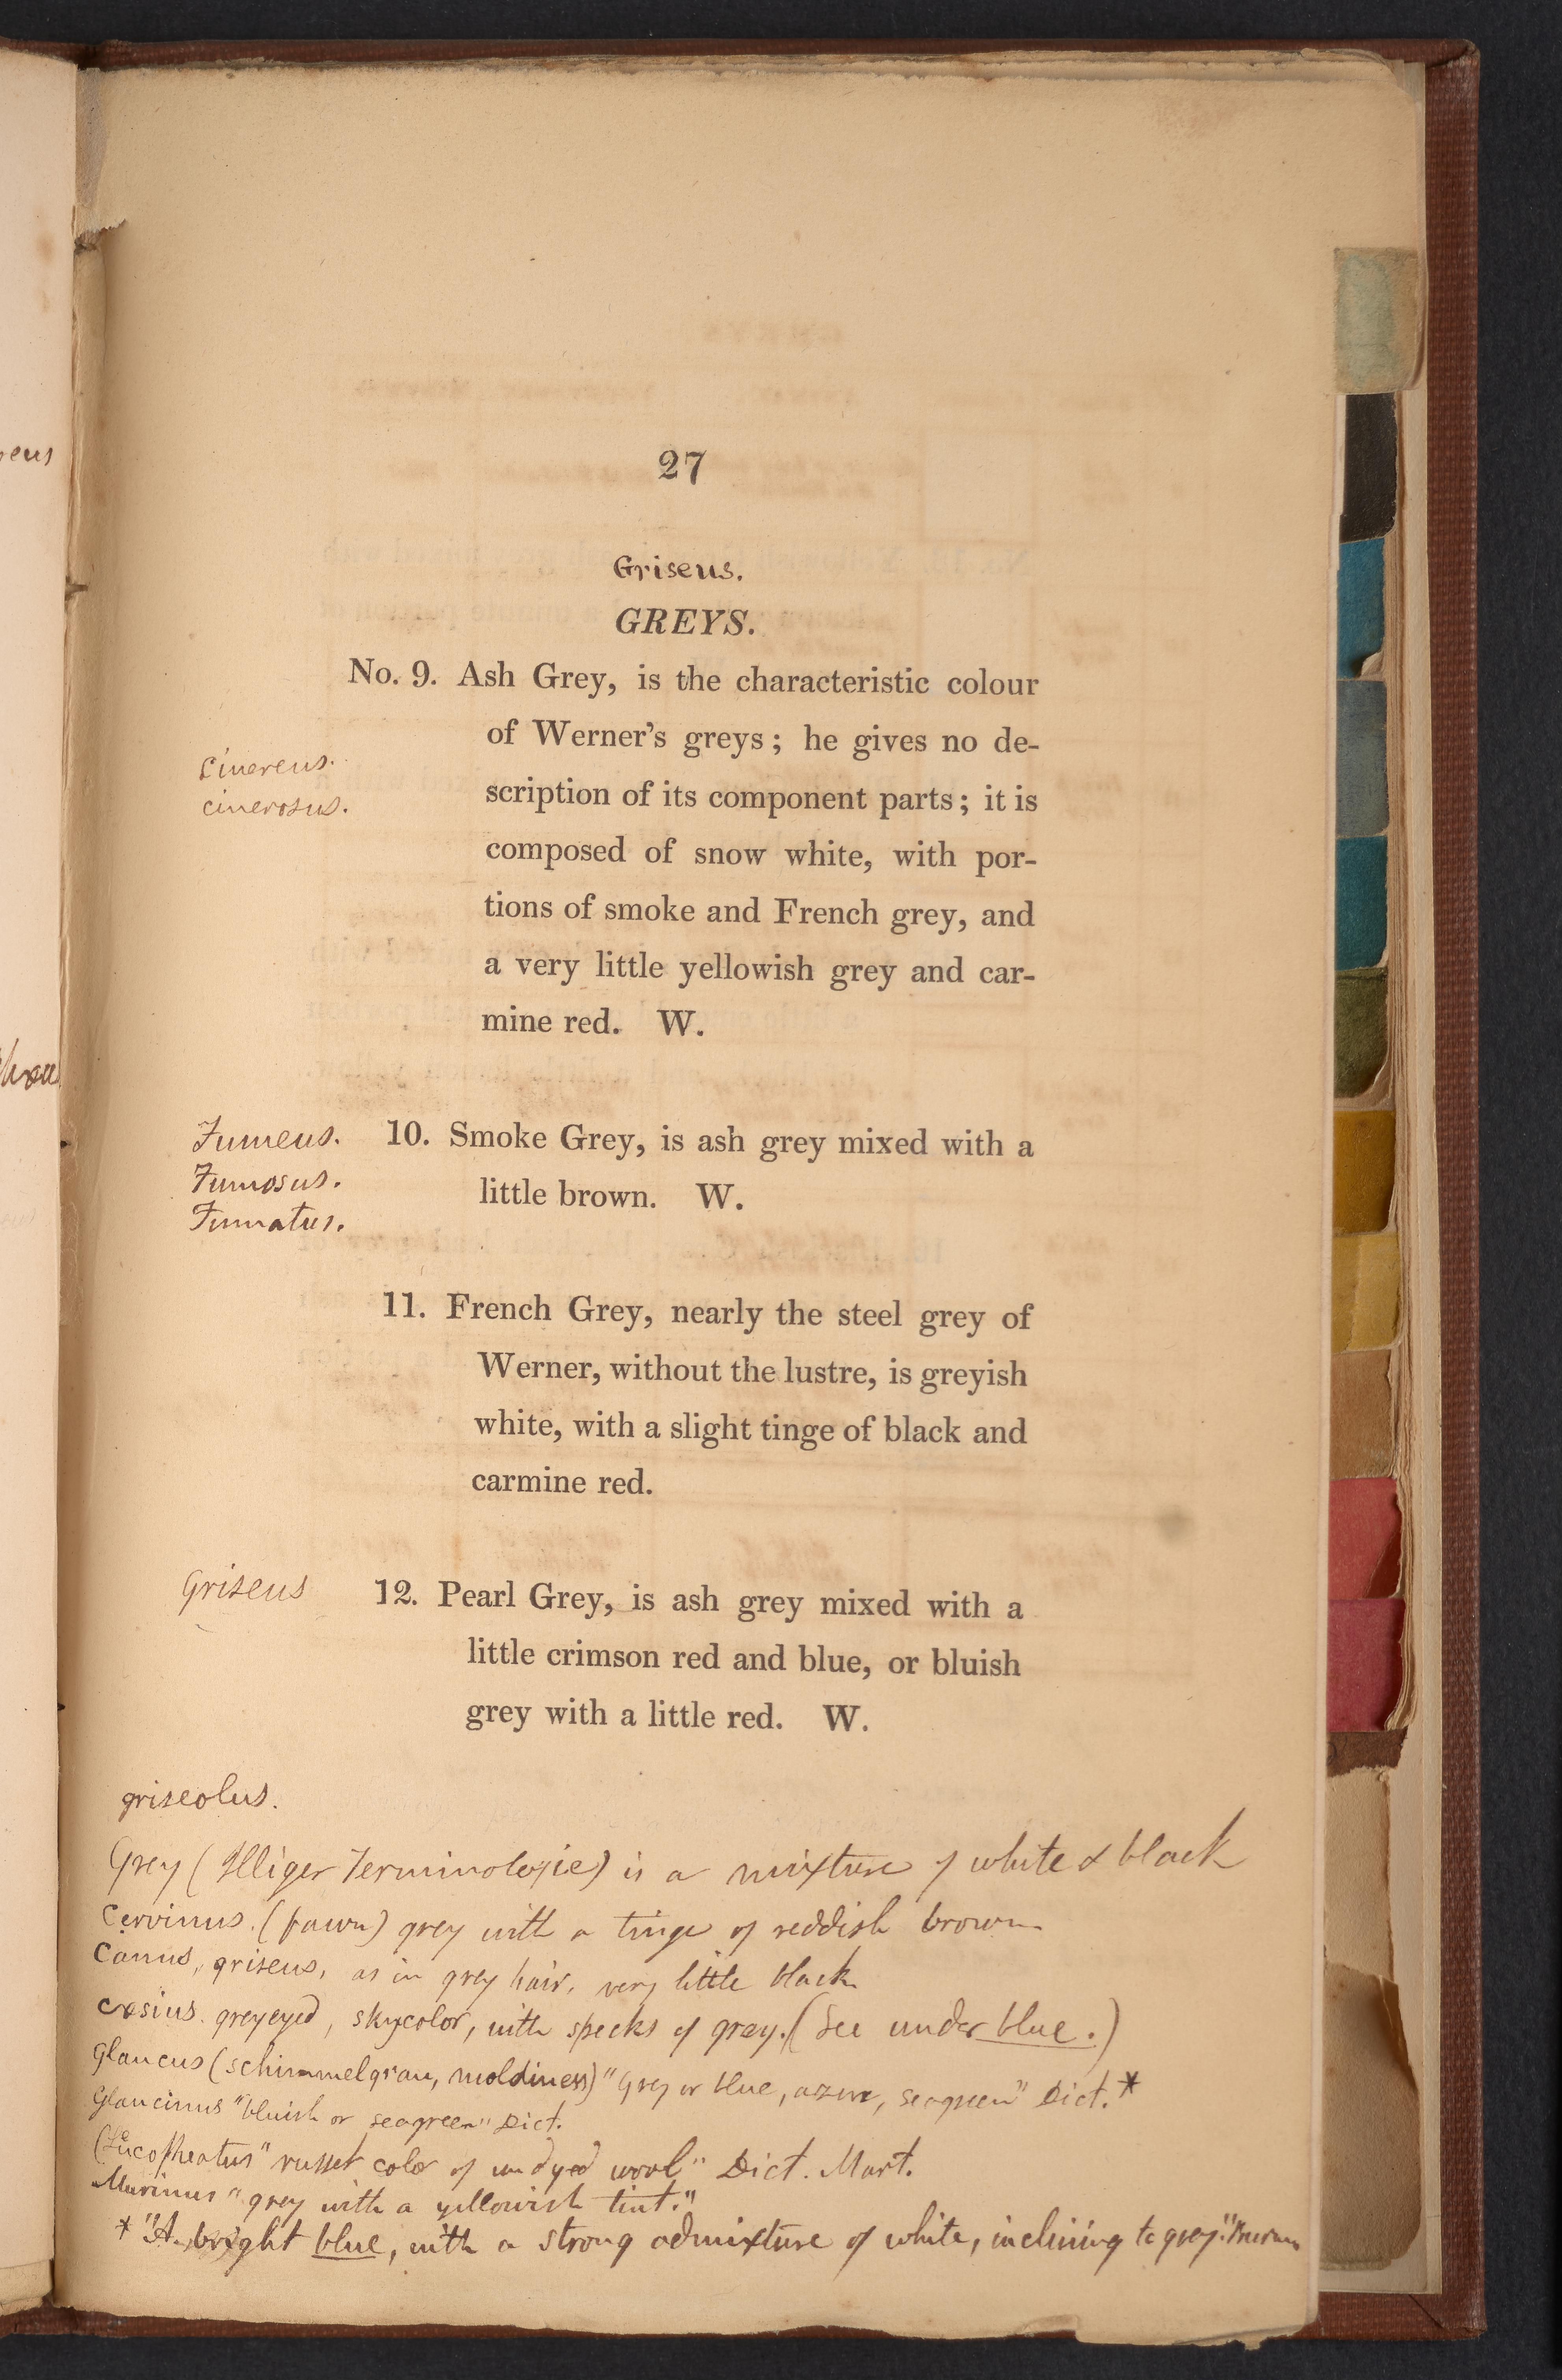 27
Griseus.
GREYS.
No. 9. Ash Grey, is the characteristic colour
of Werner's greys; he gives no de-
Cinereus.
scription of its component parts; it is
cinerosus.
composed of snow white, with por-
tions of smoke and French grey, and
a very little yellowish grey and car-
mine red. W.
Fumeus. 10. Smoke Grey, is ash grey mixed with a
Fumosus. little brown. W.
Fumatus.
11. French Grey, nearly the steel grey of
Werner, without the lustre, is greyish
white, with a slight tinge of black and
carmine red.
Griseus 12. Pearl Grey, is ash grey mixed with a
little crimson red and blue, or bluish
grey with a little red. W.
griseolus.
Grey (Illiger Terminologie) is a mixture of white & black
Cervinus. (fawn) grey with a tinge of reddish brown
Canus, griseus, as in grey hair, very little black
cæsius. greyeyed, skycolor, with specks of gray. (See under blue.)
Glaucus (schimmelgrau, moldiness) "Grey or blue, azure, seagreen" Dict.*
Glaucinus "bluish or seagreen" Dict.
(Leucopheatus "russet color of undyed wool" Dict. Mart.
Murinus "grey with a yellowish tint."
* "A bright blue, with a strong admixture of white, inclining to grey."